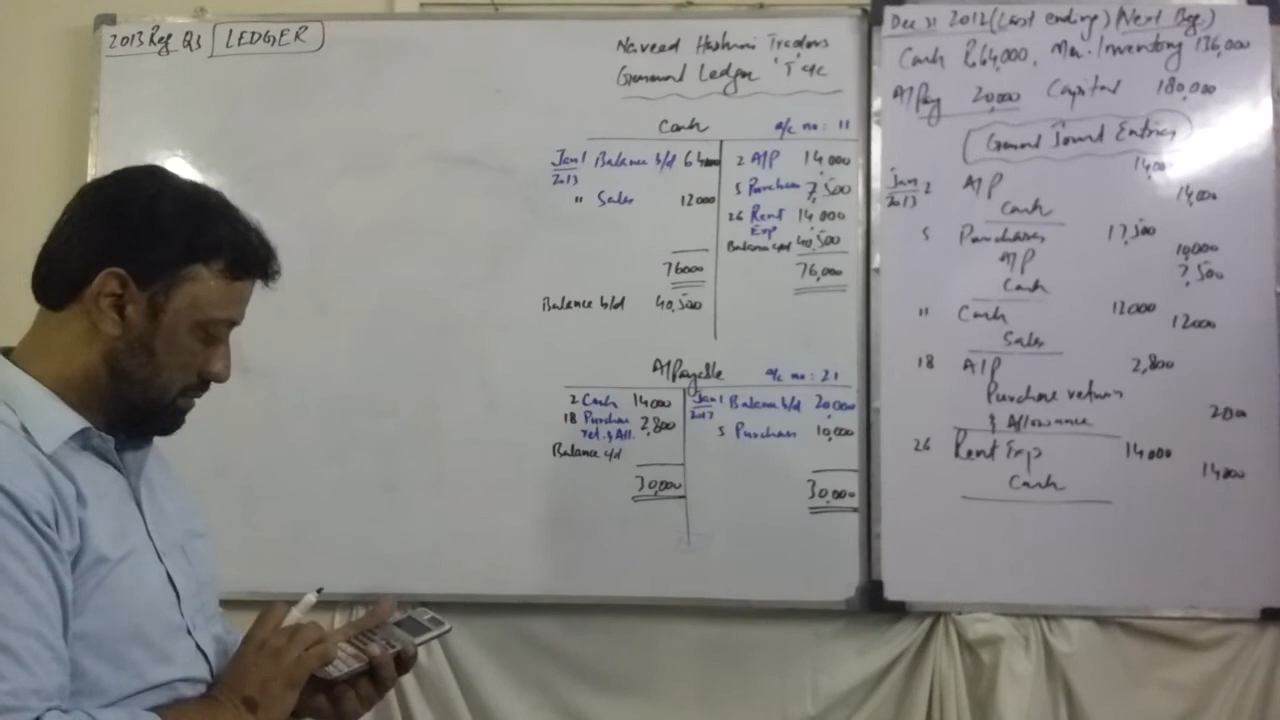 2013 Reg Q3 LEDGER
Naveed Hashmi Traders
General Ledger 'T' a/c
Cash a/c no: 11
Jan 1 2013 Balance b/d 64000 2 A/P 14,000
" Sales 12000 5 Purchases 7,500
26 Rent Exp 14,000
Balance c/d 40,500
76000 76,000
Balance b/d 40,500
A/Payable a/c no: 21
2 Cash 14000 Jan 1 2013 Balance b/d 20,000
18 Purchase ret. & All. 2,800 5 Purchases 10,000
Balance c/d
30,000 30,000
Dec 31 2012 (Last ending) (Next Beg.)
Cash Rs 64,000, Mer. Inventory 136,000
A/Pay 20,000 Capital 180,000
General Journal Entries
Jan 2013 2 A/P 14,000
Cash 14,000
5 Purchases 17,500
A/P 10,000
Cash 7,500
11 Cash 12000
Sales 12000
18 A/P 2,800
Purchase return
& Allowance
26 Rent Exp 14000
Cash 14000